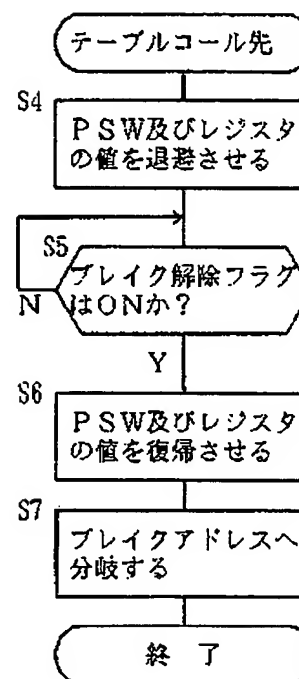 テーブルコール先
S4
PSW及びレジスタ
の値を退避させる
S5
ブレイク解除フラグ
はONか？
N
Y
S6
PSW及びレジスタ
の値を復帰させる
S7
ブレイクアドレスへ
分岐する
終了